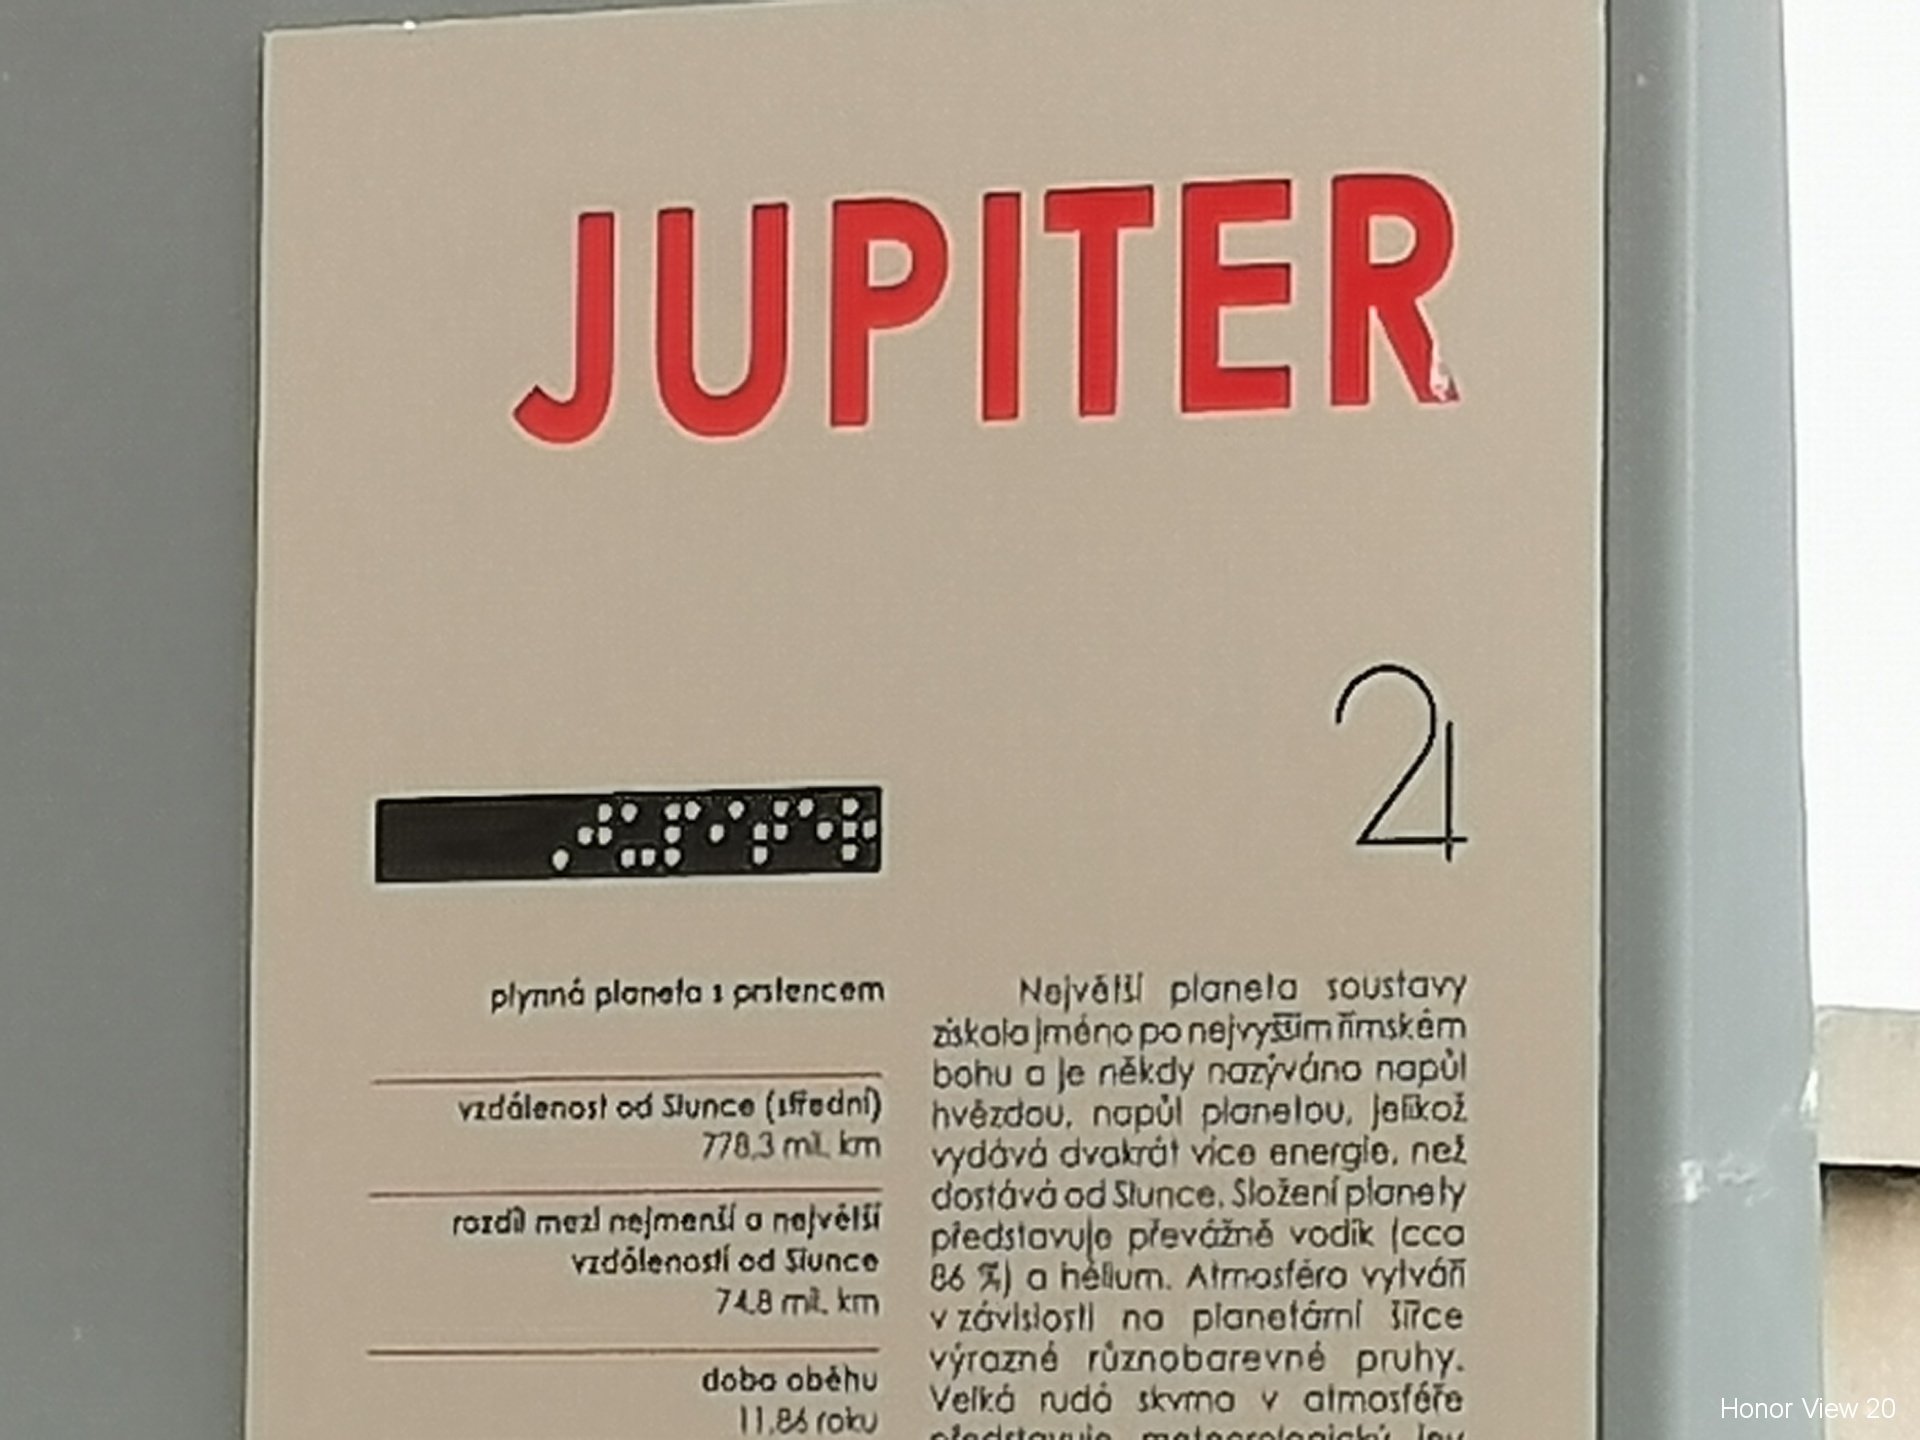 JUPITER
♃
plynná planeta s prstencem
vzdálenost od Slunce (střední)
778,3 mil. km
rozdíl mezi nejmenší a největší
vzdáleností od Slunce
74,8 mil. km
doba oběhu
11,86 roku
Největší planeta soustavy
získala jméno po nejvyšším římském
bohu a je někdy nazýváno napůl
hvězdou, napůl planetou, jelikož
vydává dvakrát více energie, než
dostává od Slunce. Složení planety
představuje převážně vodík (cca
86 %) a hélium. Atmosféra vytváří
v závislosti na planetární šířce
výrazné různobarevné pruhy.
Velká rudá skvrna v atmosféře
představuje meteorologický jev
Honor View 20